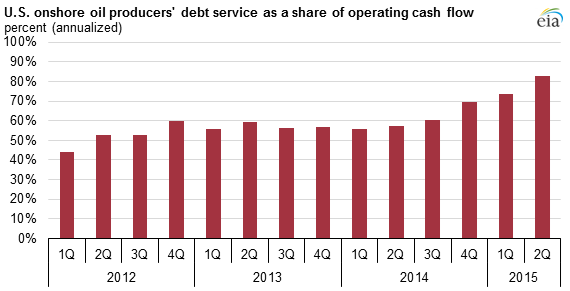 U.S. onshore oil producers' debt service as a share of operating cash flow
percent (annualized)
eia
100%
90%
80%
70%
60%
50%
40%
30%
20%
10%
0%
1Q 2Q 3Q 4Q 1Q 2Q 3Q 4Q 1Q 2Q 3Q 4Q 1Q 2Q
2012 2013 2014 2015